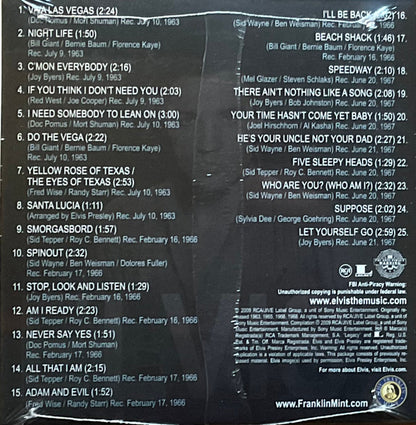 1. VIVA LAS VEGAS (2:24)
(Doc Pomus / Mort Shuman) Rec. July 10, 1963
2. NIGHT LIFE (1:50)
(Bill Giant / Bernie Baum / Florence Kaye)
Rec. July 9, 1963
3. C'MON EVERYBODY (2:16)
(Joy Byers) Rec. July 9, 1963
4. IF YOU THINK I DON'T NEED YOU (2:03)
(Red West / Joe Cooper) Rec. July 9, 1963
5. I NEED SOMEBODY TO LEAN ON (3:00)
(Doc Pomus / Mort Shuman) Rec. July 10, 1963
6. DO THE VEGA (2:22)
(Bill Giant / Bernie Baum / Florence Kaye)
Rec. July 10, 1963
7. YELLOW ROSE OF TEXAS /
THE EYES OF TEXAS (2:53)
(Fred Wise / Randy Starr) Rec. July 10, 1963
8. SANTA LUCIA (1:11)
(Arranged by Elvis Presley) Rec. July 10, 1963
9. SMORGASBORD (1:57)
(Sid Tepper / Roy C. Bennett) Rec. February 16, 1966
10. SPINOUT (2:32)
(Sid Wayne / Ben Weisman / Dolores Fuller)
Rec. February 17, 1966
11. STOP, LOOK AND LISTEN (1:29)
(Joy Byers) Rec. February 16, 1966
12. AM I READY (2:23)
(Sid Tepper / Roy C. Bennett) Rec. February 16, 1966
13. NEVER SAY YES (1:51)
(Doc Pomus / Mort Shuman)
Rec. February 17, 1966
14. ALL THAT I AM (2:15)
(Sid Tepper / Roy C. Bennett) Rec. February 17, 1966
15. ADAM AND EVIL (1:52)
(Fred Wise / Randy Starr) Rec. February 17, 1966
I'LL BE BACK 16.
(Sid Wayne / Ben Weisman) Rec. February 17, 1966
BEACH SHACK (1:46) 17.
(Bill Giant / Bernie Baum / Florence Kaye) Rec. February 16, 1966
SPEEDWAY (2:10) 18.
(Mel Glazer / Steven Schlaks) Rec. June 20, 1967
THERE AIN'T NOTHING LIKE A SONG (2:08) 19.
(Joy Byers / Bob Johnston) Rec. June 20, 1967
YOUR TIME HASN'T COME YET BABY (1:50) 20.
(Joel Hirschhorn / Al Kasha) Rec. June 20, 1967
HE'S YOUR UNCLE NOT YOUR DAD (2:27) 21.
(Sid Wayne / Ben Weisman) Rec. June 21, 1967
FIVE SLEEPY HEADS (1:29) 22.
(Sid Tepper / Roy C. Bennett) Rec. June 20, 1967
WHO ARE YOU? (WHO AM I?) (2:32) 23.
(Sid Wayne / Ben Weisman) Rec. June 20, 1967
SUPPOSE (2:02) 24.
(Sylvia Dee / George Goehring) Rec. June 20, 1967
LET YOURSELF GO (2:59) 25.
(Joy Byers) Rec. June 21, 1967
RCA
FBI Anti-Piracy Warning:
Unauthorized copying is punishable under federal law.
www.elvisthemusic.com
For more about Elvis, visit Elvis.com.
www.FranklinMint.com